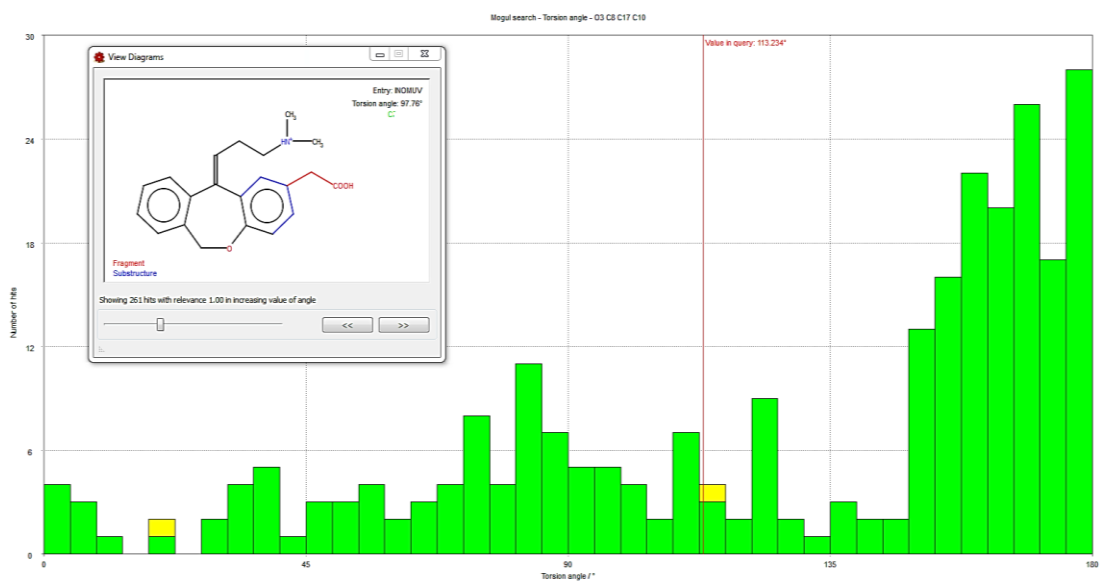 Mogul search - Torsion angle - O3 C8 C17 C10
30
24
18
12
6
0
Number of hits
Value in query: 113.234°
View Diagrams
Entry: INOMUV
Torsion angle: 97.76°
Cl⁻
CH₃
HN⁺
CH₃
COOH
O
Fragment
Substructure
Showing 261 hits with relevance 1.00 in increasing value of angle
<< >>
0 45 90 135 180
Torsion angle / °